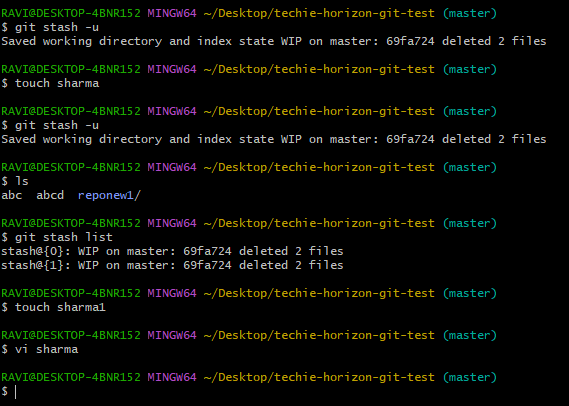 RAVI@DESKTOP-4BNR152 MINGW64 ~/Desktop/techie-horizon-git-test (master)
$ git stash -u
Saved working directory and index state WIP on master: 69fa724 deleted 2 files
RAVI@DESKTOP-4BNR152 MINGW64 ~/Desktop/techie-horizon-git-test (master)
$ touch sharma
RAVI@DESKTOP-4BNR152 MINGW64 ~/Desktop/techie-horizon-git-test (master)
$ git stash -u
Saved working directory and index state WIP on master: 69fa724 deleted 2 files
RAVI@DESKTOP-4BNR152 MINGW64 ~/Desktop/techie-horizon-git-test (master)
$ ls
abc  abcd  reponew1/
RAVI@DESKTOP-4BNR152 MINGW64 ~/Desktop/techie-horizon-git-test (master)
$ git stash list
stash@{0}: WIP on master: 69fa724 deleted 2 files
stash@{1}: WIP on master: 69fa724 deleted 2 files
RAVI@DESKTOP-4BNR152 MINGW64 ~/Desktop/techie-horizon-git-test (master)
$ touch sharma1
RAVI@DESKTOP-4BNR152 MINGW64 ~/Desktop/techie-horizon-git-test (master)
$ vi sharma
RAVI@DESKTOP-4BNR152 MINGW64 ~/Desktop/techie-horizon-git-test (master)
$